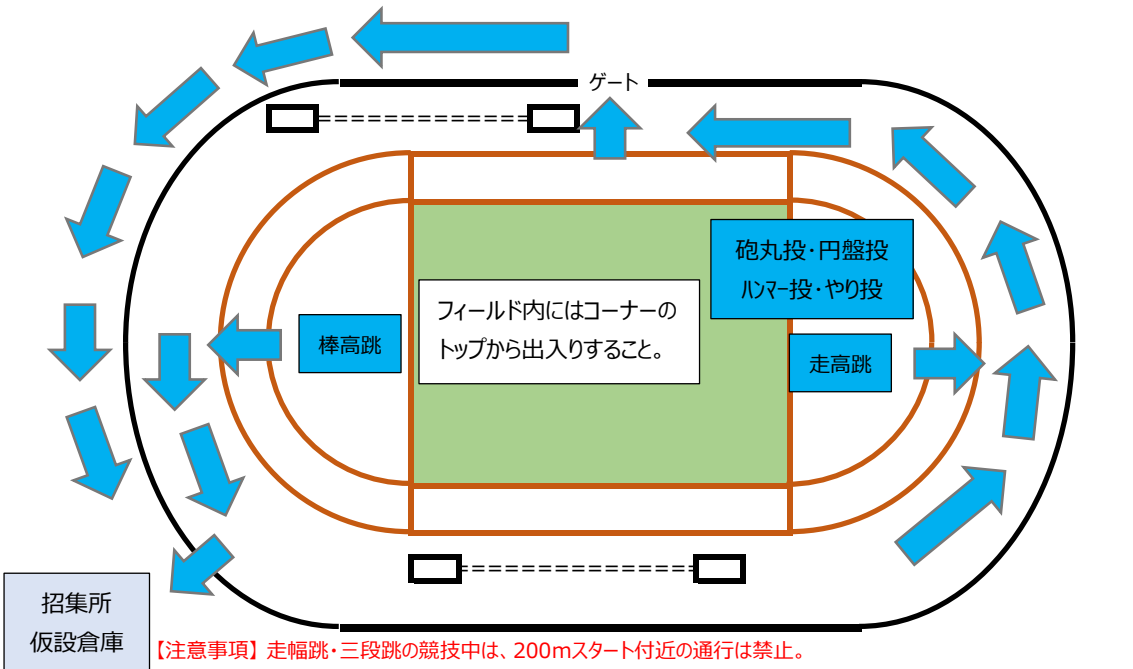 ゲート
砲丸投・円盤投
ハンマー投・やり投
フィールド内にはコーナーの
トップから出入りすること。
棒高跳
走高跳
招集所
仮設倉庫
【注意事項】走幅跳・三段跳の競技中は、200mスタート付近の通行は禁止。